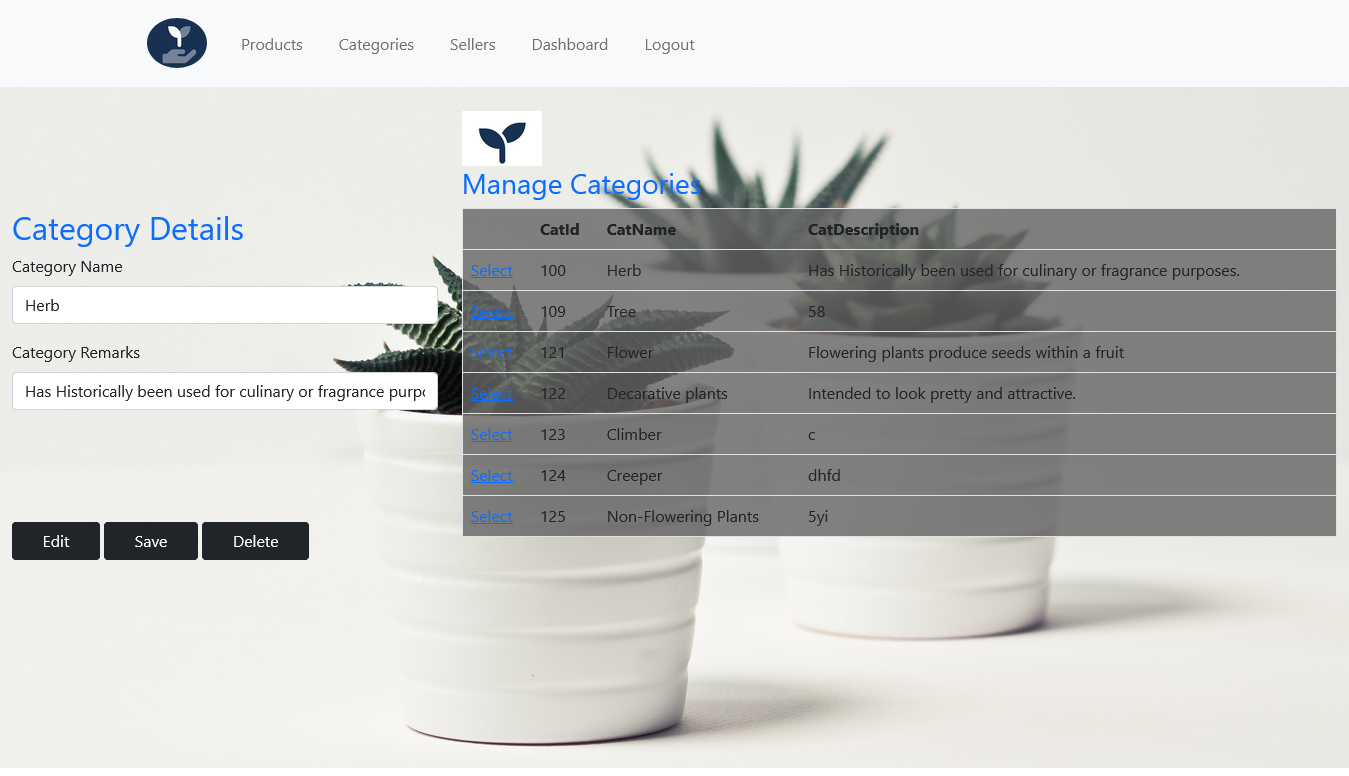 Products Categories Sellers Dashboard Logout
Manage Categories
Category Details
Category Name
Herb
Category Remarks
Has Historically been used for culinary or fragrance purpo
Edit Save Delete
CatId CatName CatDescription
Select 100 Herb Has Historically been used for culinary or fragrance purposes.
Select 109 Tree 58
Select 121 Flower Flowering plants produce seeds within a fruit
Select 122 Decarative plants Intended to look pretty and attractive.
Select 123 Climber c
Select 124 Creeper dhfd
Select 125 Non-Flowering Plants 5yi